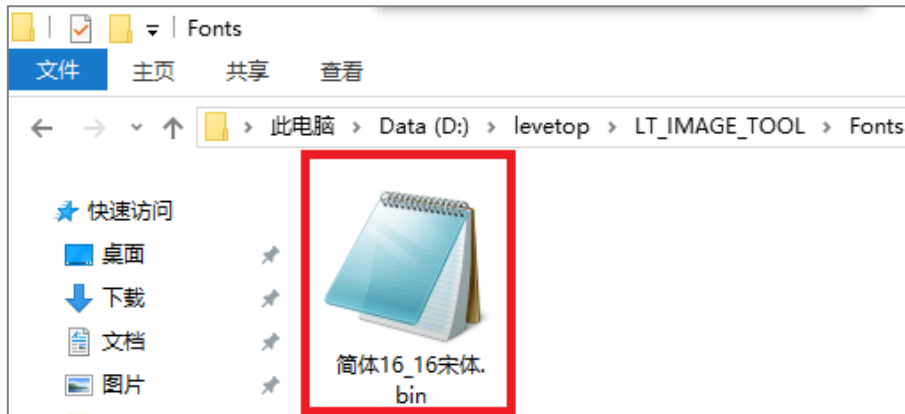 Fonts
文件 主页 共享 查看
此电脑 > Data (D:) > levetop > LT_IMAGE_TOOL > Fonts
快速访问
桌面
下载
文档
图片
简体16_16宋体.
bin